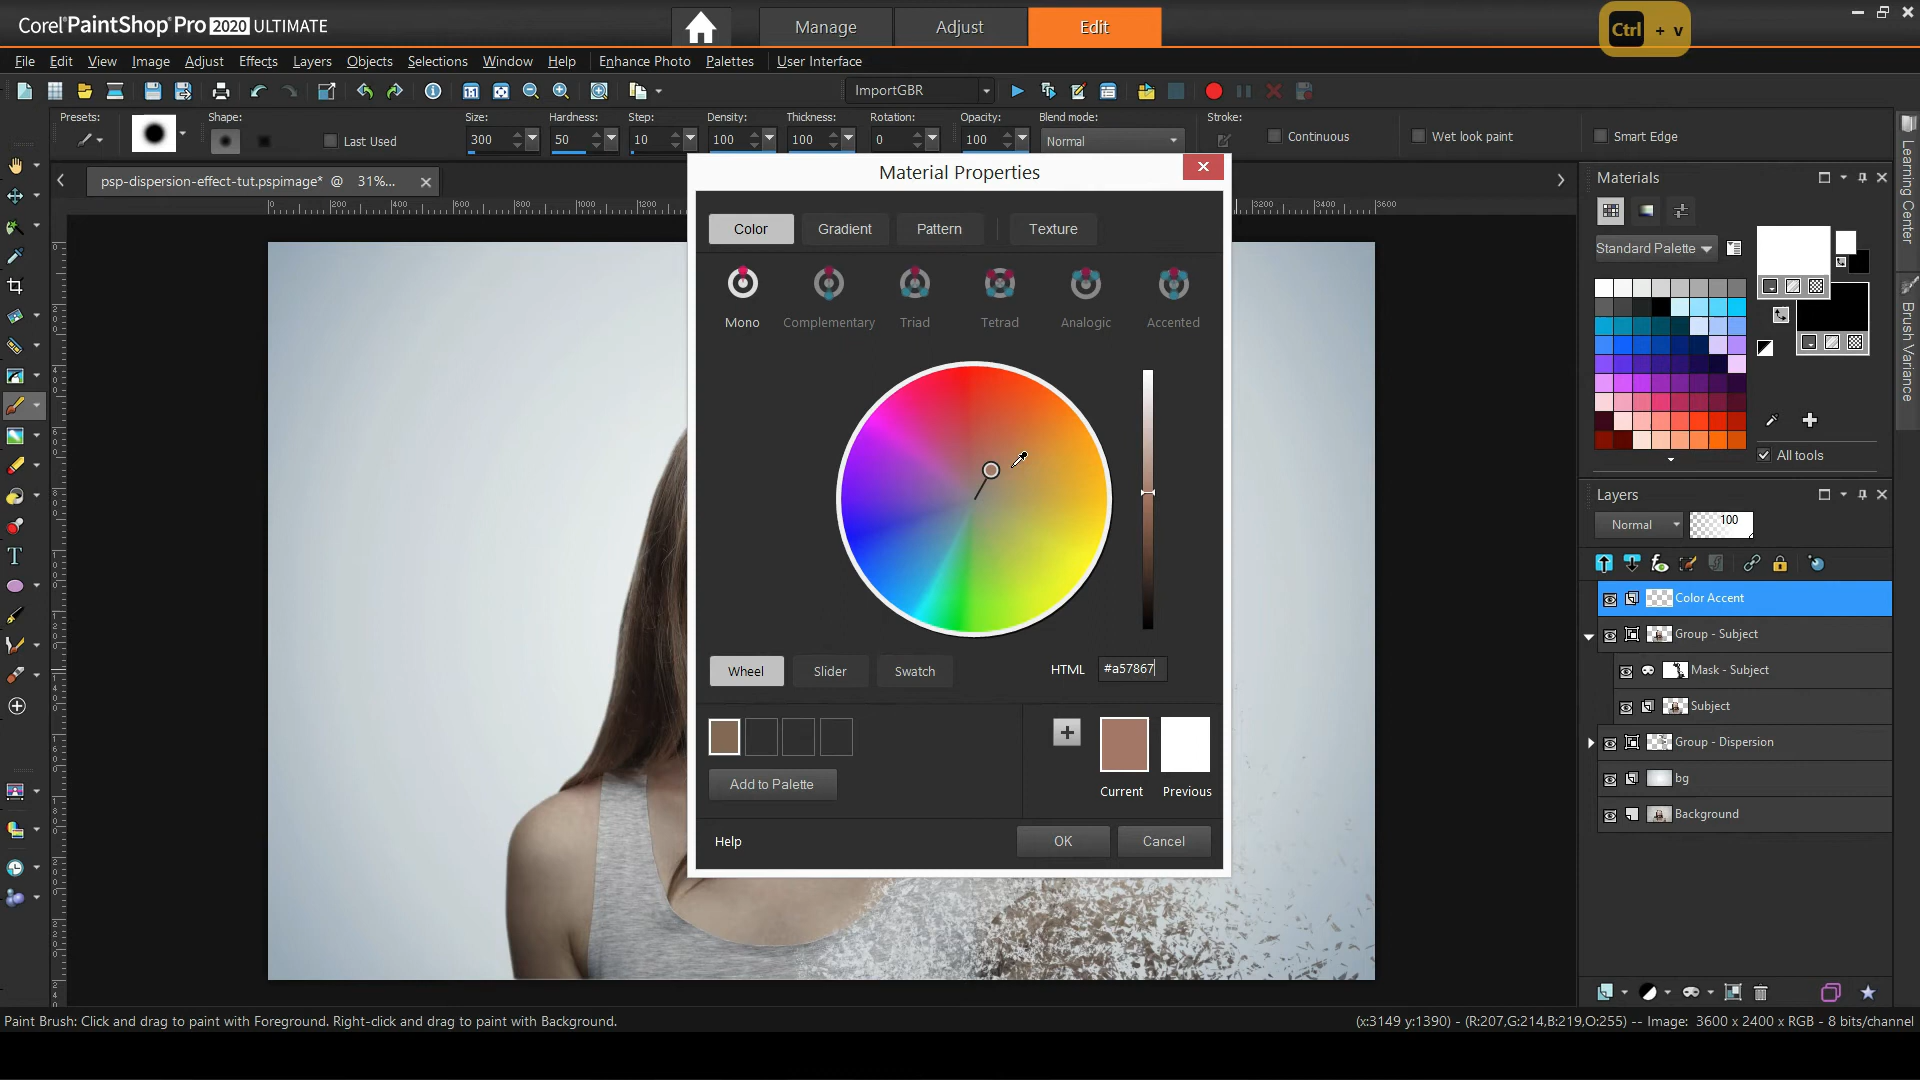 Corel PaintShop Pro 2020 ULTIMATE
Manage
Adjust
Edit
Ctrl + v
File Edit View Image Adjust Effects Layers Objects Selections Window Help Enhance Photo Palettes User Interface
ImportGBR
Presets: Shape: Size: Hardness: Step: Density: Thickness: Rotation: Opacity: Blend mode: Stroke:
Last Used 300 50 10 100 100 0 100 Normal Continuous Wet look paint Smart Edge
psp-dispersion-effect-tut.pspimage* @ 31%...
Material Properties
Color Gradient Pattern Texture
Mono Complementary Triad Tetrad Analogic Accented
Wheel Slider Swatch HTML #a57867
Add to Palette
Current Previous
Help OK Cancel
Materials
Standard Palette
All tools
Layers
Normal 100
Color Accent
Group - Subject
Mask - Subject
Subject
Group - Dispersion
bg
Background
Learning Center
Brush Variance
Paint Brush: Click and drag to paint with Foreground. Right-click and drag to paint with Background.
(x:3149 y:1390) - (R:207,G:214,B:219,O:255) -- Image: 3600 x 2400 x RGB - 8 bits/channel